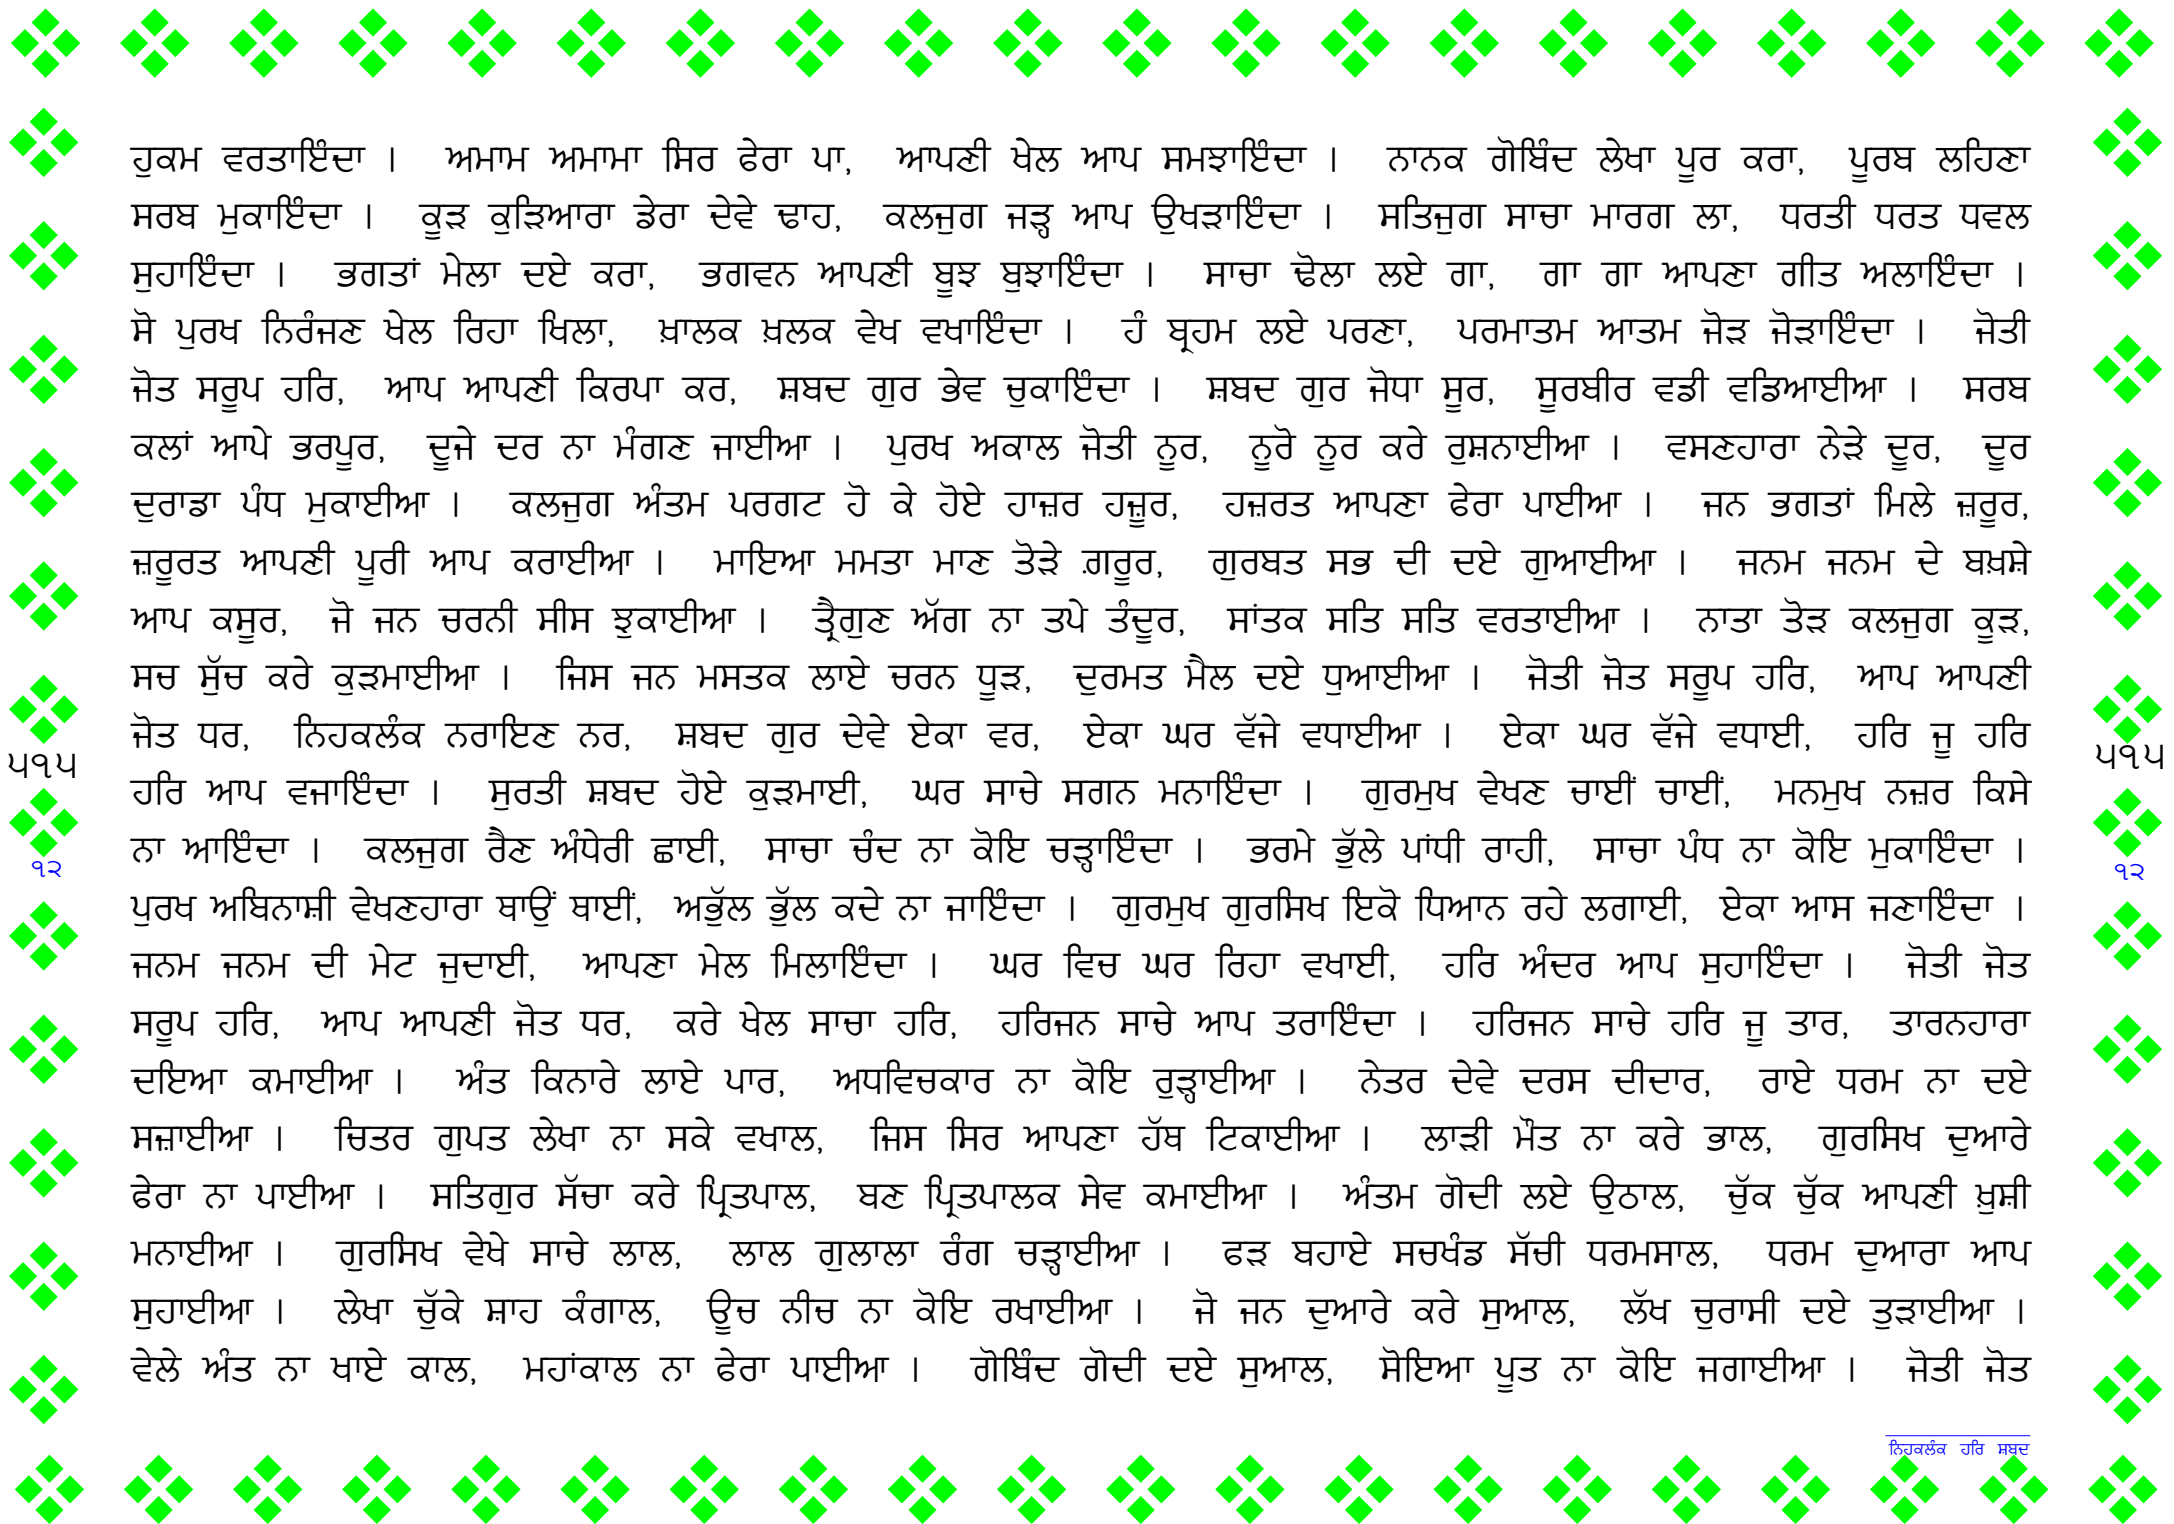 ਹੁਕਮ ਵਰਤਾਇੰਦਾ । ਅਮਾਮ ਅਮਾਮਾ ਸਿਰ ਫੇਰਾ ਪਾ, ਆਪਣੀ ਖੇਲ ਆਪ ਸਮਝਾਇੰਦਾ । ਨਾਨਕ ਗੋਬਿੰਦ ਲੇਖਾ ਪੂਰ ਕਰਾ, ਪੂਰਬ ਲਹਿਣਾ
ਸਰਬ ਮੁਕਾਇੰਦਾ । ਕੂੜ ਕੁੜਿਆਰਾ ਡੇਰਾ ਦੇਵੇ ਢਾਹ, ਕਲਜੁਗ ਜੜ੍ਹ ਆਪ ਉਖੜਾਇੰਦਾ । ਸਤਿਜੁਗ ਸਾਚਾ ਮਾਰਗ ਲਾ, ਧਰਤੀ ਧਰਤ ਧਵਲ
ਸੁਹਾਇੰਦਾ । ਭਗਤਾਂ ਮੇਲਾ ਦਏ ਕਰਾ, ਭਗਵਨ ਆਪਣੀ ਬੂਝ ਬੁਝਾਇੰਦਾ । ਸਾਚਾ ਢੋਲਾ ਲਏ ਗਾ, ਗਾ ਗਾ ਆਪਣਾ ਗੀਤ ਅਲਾਇੰਦਾ ।
ਸੋ ਪੁਰਖ ਨਿਰੰਜਣ ਖੇਲ ਰਿਹਾ ਖਿਲਾ, ਖ਼ਾਲਕ ਖ਼ਲਕ ਵੇਖ ਵਖਾਇੰਦਾ । ਹੰ ਬ੍ਰਹਮ ਲਏ ਪਰਣਾ, ਪਰਮਾਤਮ ਆਤਮ ਜੋੜ ਜੋੜਾਇੰਦਾ । ਜੋਤੀ
ਜੋਤ ਸਰੂਪ ਹਰਿ, ਆਪ ਆਪਣੀ ਕਿਰਪਾ ਕਰ, ਸ਼ਬਦ ਗੁਰ ਭੇਵ ਚੁਕਾਇੰਦਾ । ਸ਼ਬਦ ਗੁਰ ਜੋਧਾ ਸੂਰ, ਸੂਰਬੀਰ ਵਡੀ ਵਡਿਆਈਆ । ਸਰਬ
ਕਲਾਂ ਆਪੇ ਭਰਪੂਰ, ਦੂਜੇ ਦਰ ਨਾ ਮੰਗਣ ਜਾਈਆ । ਪੁਰਖ ਅਕਾਲ ਜੋਤੀ ਨੂਰ, ਨੂਰੋ ਨੂਰ ਕਰੇ ਰੁਸ਼ਨਾਈਆ । ਵਸਣਹਾਰਾ ਨੇੜੇ ਦੂਰ, ਦੂਰ
ਦੁਰਾਡਾ ਪੰਧ ਮੁਕਾਈਆ । ਕਲਜੁਗ ਅੰਤਮ ਪਰਗਟ ਹੋ ਕੇ ਹੋਏ ਹਾਜ਼ਰ ਹਜ਼ੂਰ, ਹਜ਼ਰਤ ਆਪਣਾ ਫੇਰਾ ਪਾਈਆ । ਜਨ ਭਗਤਾਂ ਮਿਲੇ ਜ਼ਰੂਰ,
ਜ਼ਰੂਰਤ ਆਪਣੀ ਪੂਰੀ ਆਪ ਕਰਾਈਆ । ਮਾਇਆ ਮਮਤਾ ਮਾਣ ਤੋੜੇ ਗ਼ਰੂਰ, ਗੁਰਬਤ ਸਭ ਦੀ ਦਏ ਗੁਆਈਆ । ਜਨਮ ਜਨਮ ਦੇ ਬਖ਼ਸ਼ੇ
ਆਪ ਕਸੂਰ, ਜੋ ਜਨ ਚਰਨੀ ਸੀਸ ਝੁਕਾਈਆ । ਤ੍ਰੈਗੁਣ ਅੱਗ ਨਾ ਤਪੇ ਤੰਦੂਰ, ਸਾਂਤਕ ਸਤਿ ਸਤਿ ਵਰਤਾਈਆ । ਨਾਤਾ ਤੋੜ ਕਲਜੁਗ ਕੂੜ,
ਸਚ ਸੁੱਚ ਕਰੇ ਕੁੜਮਾਈਆ । ਜਿਸ ਜਨ ਮਸਤਕ ਲਾਏ ਚਰਨ ਧੂੜ, ਦੁਰਮਤ ਮੈਲ ਦਏ ਧੁਆਈਆ । ਜੋਤੀ ਜੋਤ ਸਰੂਪ ਹਰਿ, ਆਪ ਆਪਣੀ
ਜੋਤ ਧਰ, ਨਿਹਕਲੰਕ ਨਰਾਇਣ ਨਰ, ਸ਼ਬਦ ਗੁਰ ਦੇਵੇ ਏਕਾ ਵਰ, ਏਕਾ ਘਰ ਵੱਜੇ ਵਧਾਈਆ । ਏਕਾ ਘਰ ਵੱਜੇ ਵਧਾਈ, ਹਰਿ ਜੂ ਹਰਿ
ਹਰਿ ਆਪ ਵਜਾਇੰਦਾ । ਸੁਰਤੀ ਸ਼ਬਦ ਹੋਏ ਕੁੜਮਾਈ, ਘਰ ਸਾਚੇ ਸਗਨ ਮਨਾਇੰਦਾ । ਗੁਰਮੁਖ ਵੇਖਣ ਚਾਈਂ ਚਾਈਂ, ਮਨਮੁਖ ਨਜ਼ਰ ਕਿਸੇ
ਨਾ ਆਇੰਦਾ । ਕਲਜੁਗ ਰੈਣ ਅੰਧੇਰੀ ਛਾਈ, ਸਾਚਾ ਚੰਦ ਨਾ ਕੋਇ ਚੜ੍ਹਾਇੰਦਾ । ਭਰਮੇ ਭੁੱਲੇ ਪਾਂਧੀ ਰਾਹੀ, ਸਾਚਾ ਪੰਧ ਨਾ ਕੋਇ ਮੁਕਾਇੰਦਾ ।
ਪੁਰਖ ਅਬਿਨਾਸ਼ੀ ਵੇਖਣਹਾਰਾ ਥਾਉਂ ਥਾਈਂ, ਅਭੁੱਲ ਭੁੱਲ ਕਦੇ ਨਾ ਜਾਇੰਦਾ । ਗੁਰਮੁਖ ਗੁਰਸਿਖ ਇਕੋ ਧਿਆਨ ਰਹੇ ਲਗਾਈ, ਏਕਾ ਆਸ ਜਣਾਇੰਦਾ ।
ਜਨਮ ਜਨਮ ਦੀ ਮੇਟ ਜੁਦਾਈ, ਆਪਣਾ ਮੇਲ ਮਿਲਾਇੰਦਾ । ਘਰ ਵਿਚ ਘਰ ਰਿਹਾ ਵਖਾਈ, ਹਰਿ ਅੰਦਰ ਆਪ ਸੁਹਾਇੰਦਾ । ਜੋਤੀ ਜੋਤ
ਸਰੂਪ ਹਰਿ, ਆਪ ਆਪਣੀ ਜੋਤ ਧਰ, ਕਰੇ ਖੇਲ ਸਾਚਾ ਹਰਿ, ਹਰਿਜਨ ਸਾਚੇ ਆਪ ਤਰਾਇੰਦਾ । ਹਰਿਜਨ ਸਾਚੇ ਹਰਿ ਜੂ ਤਾਰ, ਤਾਰਨਹਾਰਾ
ਦਇਆ ਕਮਾਈਆ । ਅੰਤ ਕਿਨਾਰੇ ਲਾਏ ਪਾਰ, ਅਧਵਿਚਕਾਰ ਨਾ ਕੋਇ ਰੁੜ੍ਹਾਈਆ । ਨੇਤਰ ਦੇਵੇ ਦਰਸ ਦੀਦਾਰ, ਰਾਏ ਧਰਮ ਨਾ ਦਏ
ਸਜ਼ਾਈਆ । ਚਿਤਰ ਗੁਪਤ ਲੇਖਾ ਨਾ ਸਕੇ ਵਖਾਲ, ਜਿਸ ਸਿਰ ਆਪਣਾ ਹੱਥ ਟਿਕਾਈਆ । ਲਾੜੀ ਮੌਤ ਨਾ ਕਰੇ ਭਾਲ, ਗੁਰਸਿਖ ਦੁਆਰੇ
ਫੇਰਾ ਨਾ ਪਾਈਆ । ਸਤਿਗੁਰ ਸੱਚਾ ਕਰੇ ਪ੍ਰਿਤਪਾਲ, ਬਣ ਪ੍ਰਿਤਪਾਲਕ ਸੇਵ ਕਮਾਈਆ । ਅੰਤਮ ਗੋਦੀ ਲਏ ਉਠਾਲ, ਚੁੱਕ ਚੁੱਕ ਆਪਣੀ ਖ਼ੁਸ਼ੀ
ਮਨਾਈਆ । ਗੁਰਸਿਖ ਵੇਖੇ ਸਾਚੇ ਲਾਲ, ਲਾਲ ਗੁਲਾਲਾ ਰੰਗ ਚੜ੍ਹਾਈਆ । ਫੜ ਬਹਾਏ ਸਚਖੰਡ ਸੱਚੀ ਧਰਮਸਾਲ, ਧਰਮ ਦੁਆਰਾ ਆਪ
ਸੁਹਾਈਆ । ਲੇਖਾ ਚੁੱਕੇ ਸ਼ਾਹ ਕੰਗਾਲ, ਊਚ ਨੀਚ ਨਾ ਕੋਇ ਰਖਾਈਆ । ਜੋ ਜਨ ਦੁਆਰੇ ਕਰੇ ਸੁਆਲ, ਲੱਖ ਚੁਰਾਸੀ ਦਏ ਤੁੜਾਈਆ ।
ਵੇਲੇ ਅੰਤ ਨਾ ਖਾਏ ਕਾਲ, ਮਹਾਂਕਾਲ ਨਾ ਫੇਰਾ ਪਾਈਆ । ਗੋਬਿੰਦ ਗੋਦੀ ਦਏ ਸੁਆਲ, ਸੋਇਆ ਪੂਤ ਨਾ ਕੋਇ ਜਗਾਈਆ । ਜੋਤੀ ਜੋਤ
੫੧੫
੧੨
੫੧੫
੧੨
ਨਿਹਕਲੰਕ ਹਰਿ ਸ਼ਬਦ